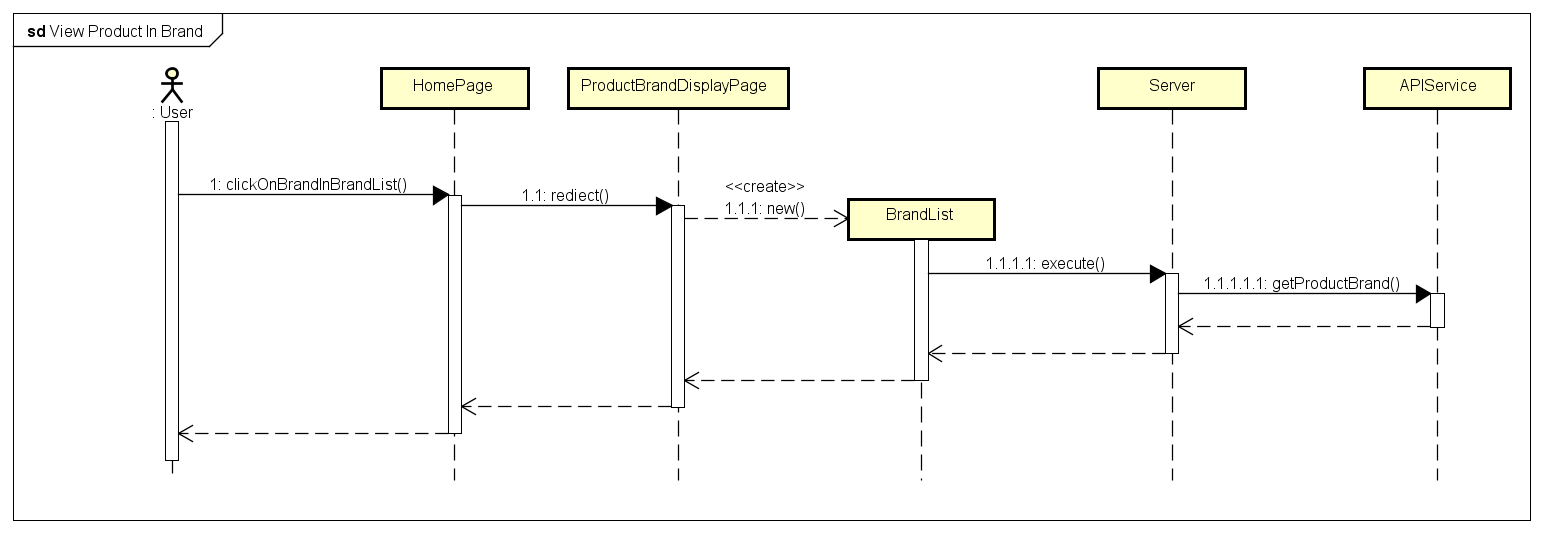 sd View Product In Brand
: User
HomePage
ProductBrandDisplayPage
Server
APIService
1: clickOnBrandInBrandList()
1.1: rediect()
<<create>>
1.1.1: new()
BrandList
1.1.1.1: execute()
1.1.1.1.1: getProductBrand()